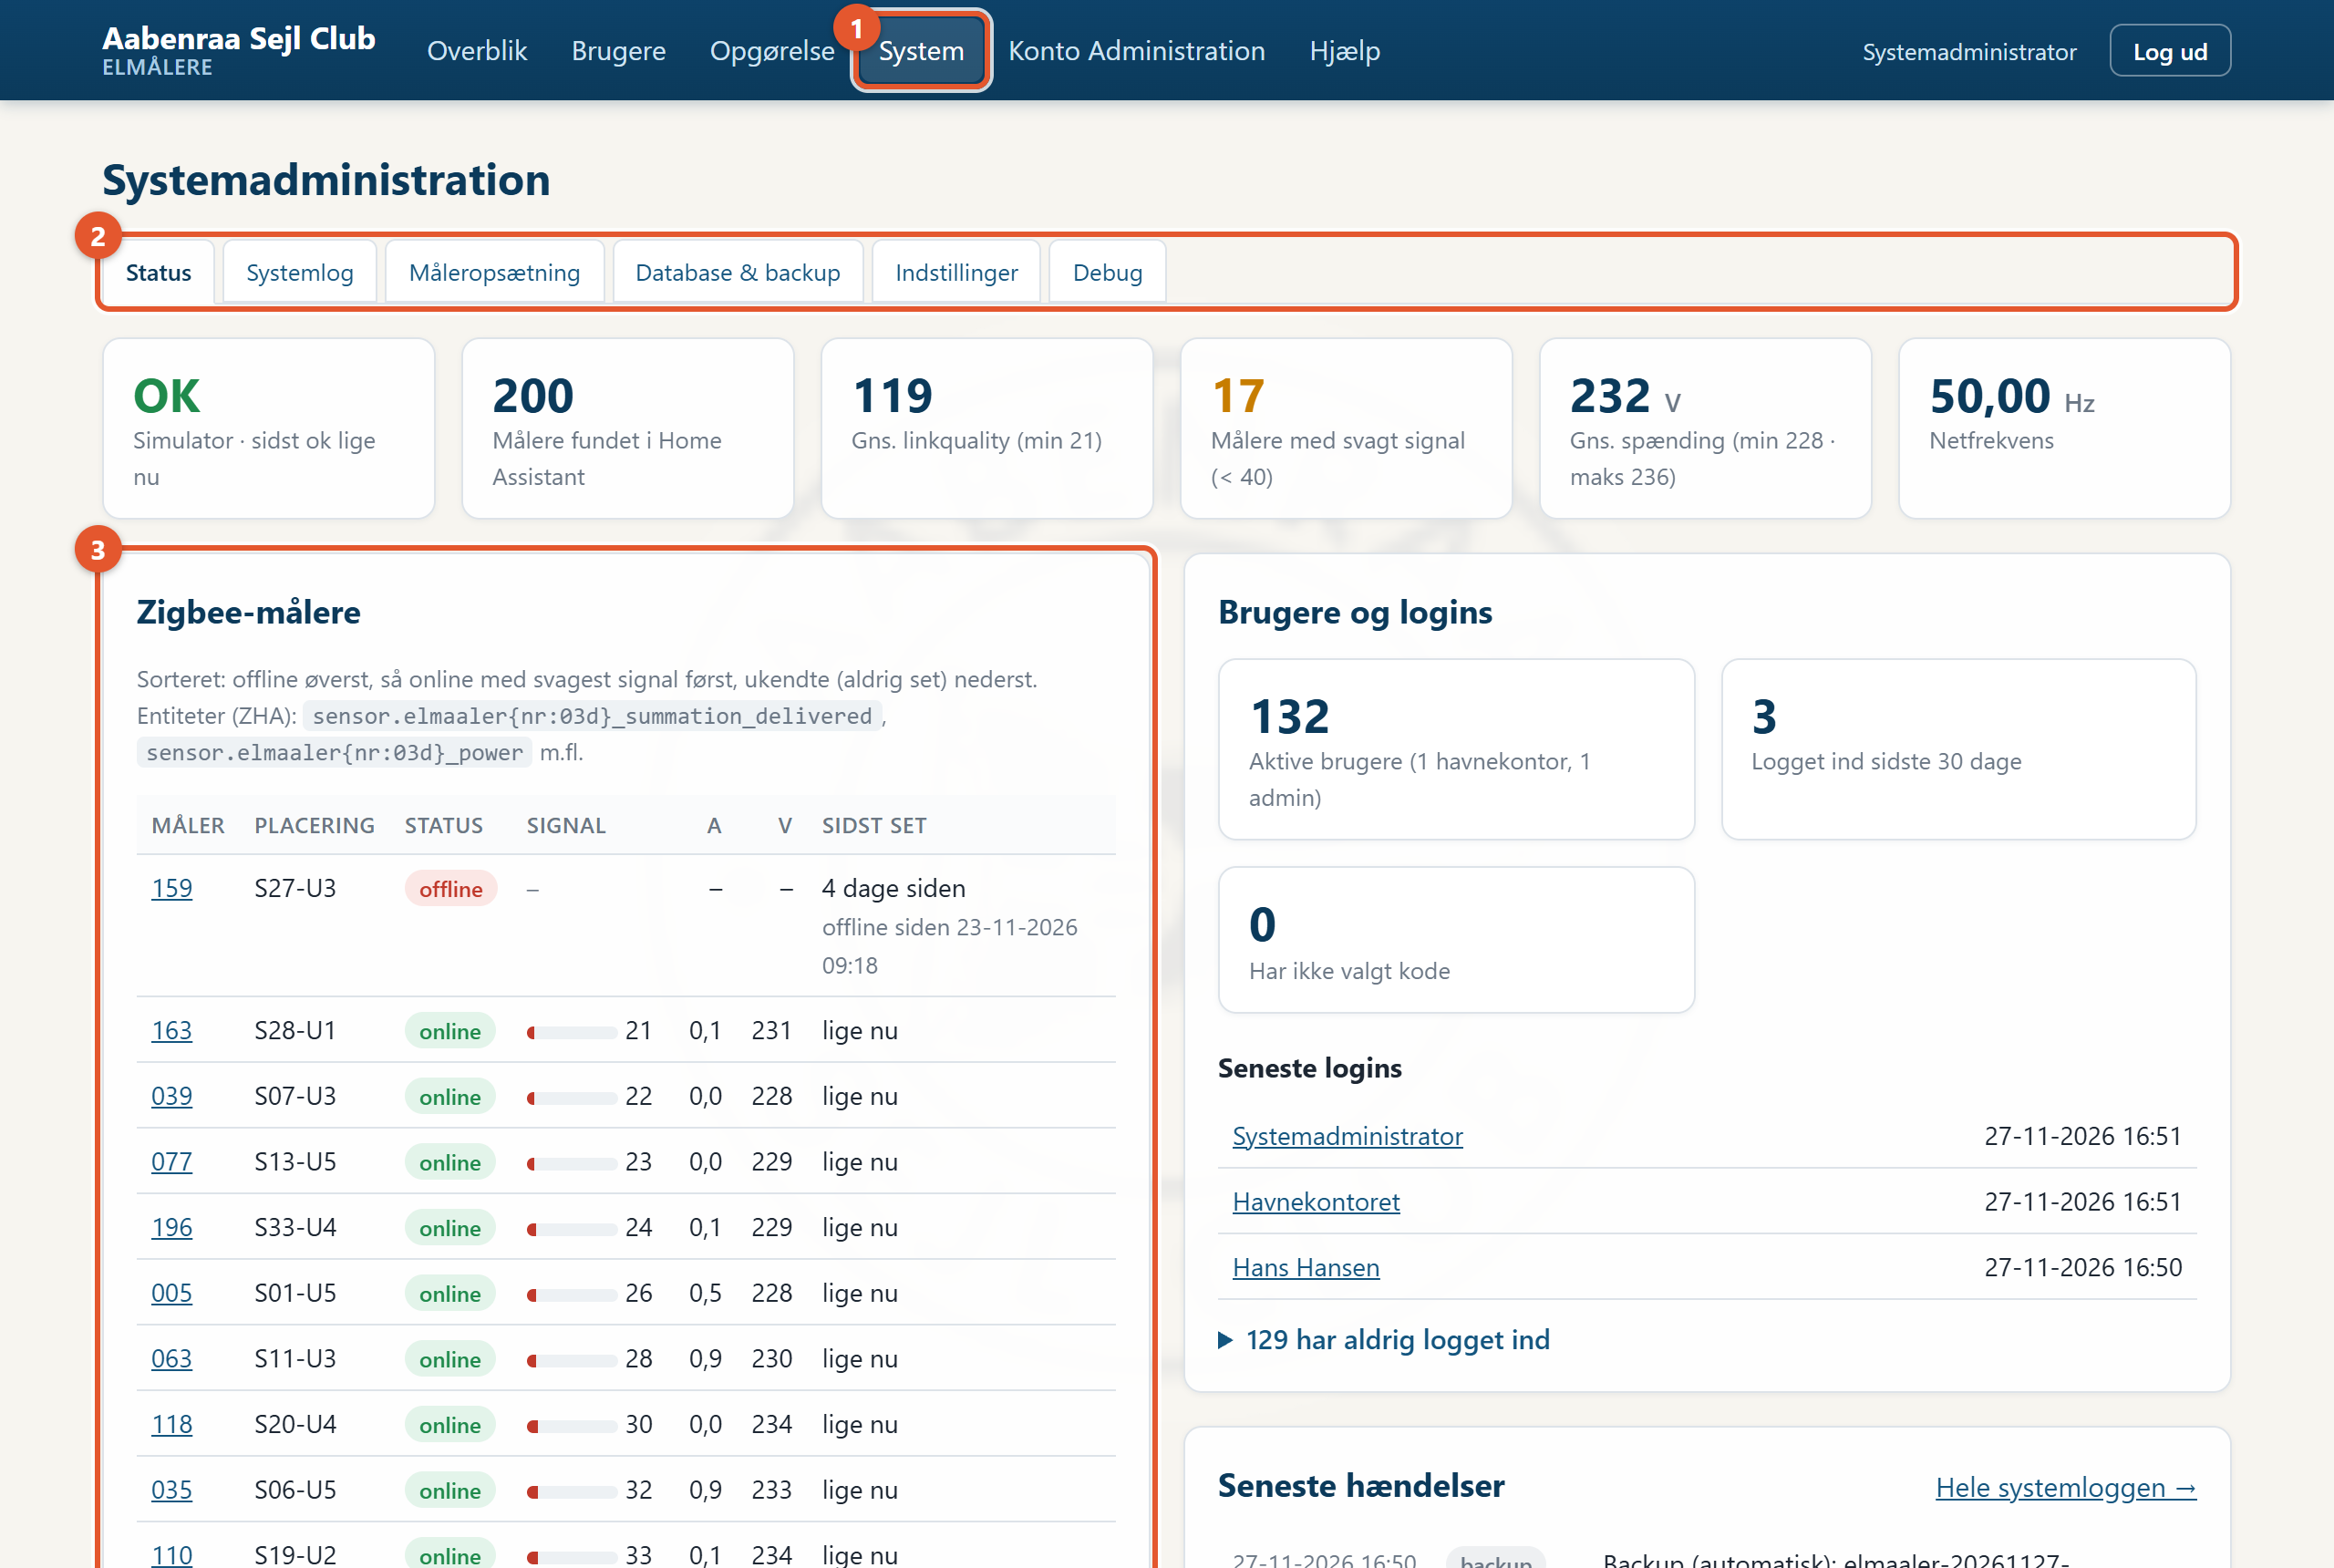 Aabenraa Sejl Club
ELMÅLERE
Overblik
Brugere
Opgørelse
1
System
Konto Administration
Hjælp
Systemadministrator
Log ud
Systemadministration
2
Status
Systemlog
Måleropsætning
Database & backup
Indstillinger
Debug
OK
Simulator · sidst ok lige
nu
200
Målere fundet i Home
Assistant
119
Gns. linkquality (min 21)
17
Målere med svagt signal
(< 40)
232 V
Gns. spænding (min 228 ·
maks 236)
50,00 Hz
Netfrekvens
3
Zigbee-målere
Sorteret: offline øverst, så online med svagest signal først, ukendte (aldrig set) nederst.
Entiteter (ZHA): sensor.elmaaler{nr:03d}_summation_delivered,
sensor.elmaaler{nr:03d}_power m.fl.
MÅLER PLACERING STATUS SIGNAL A V SIDST SET
159 S27-U3 offline – – – 4 dage siden
offline siden 23-11-2026
09:18
163 S28-U1 online 21 0,1 231 lige nu
039 S07-U3 online 22 0,0 228 lige nu
077 S13-U5 online 23 0,0 229 lige nu
196 S33-U4 online 24 0,1 229 lige nu
005 S01-U5 online 26 0,5 228 lige nu
063 S11-U3 online 28 0,9 230 lige nu
118 S20-U4 online 30 0,0 234 lige nu
035 S06-U5 online 32 0,9 233 lige nu
110 S19-U2 online 33 0,1 234 lige nu
Brugere og logins
132
Aktive brugere (1 havnekontor, 1
admin)
3
Logget ind sidste 30 dage
0
Har ikke valgt kode
Seneste logins
Systemadministrator 27-11-2026 16:51
Havnekontoret 27-11-2026 16:51
Hans Hansen 27-11-2026 16:50
▶ 129 har aldrig logget ind
Seneste hændelser
Hele systemloggen →
27-11-2026 16:50 backup Backup (automatisk): elmaaler-20261127-